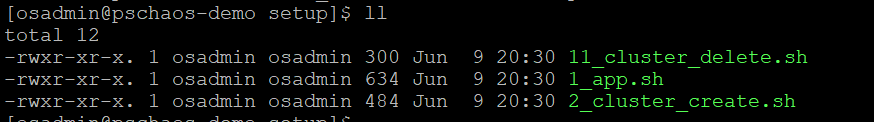 [osadmin@pschaos-demo setup]$ ll
total 12
-rwxr-xr-x. 1 osadmin osadmin 300 Jun  9 20:30 11_cluster_delete.sh
-rwxr-xr-x. 1 osadmin osadmin 634 Jun  9 20:30 1_app.sh
-rwxr-xr-x. 1 osadmin osadmin 484 Jun  9 20:30 2_cluster_create.sh
[osadmin@pschaos-demo setup]$